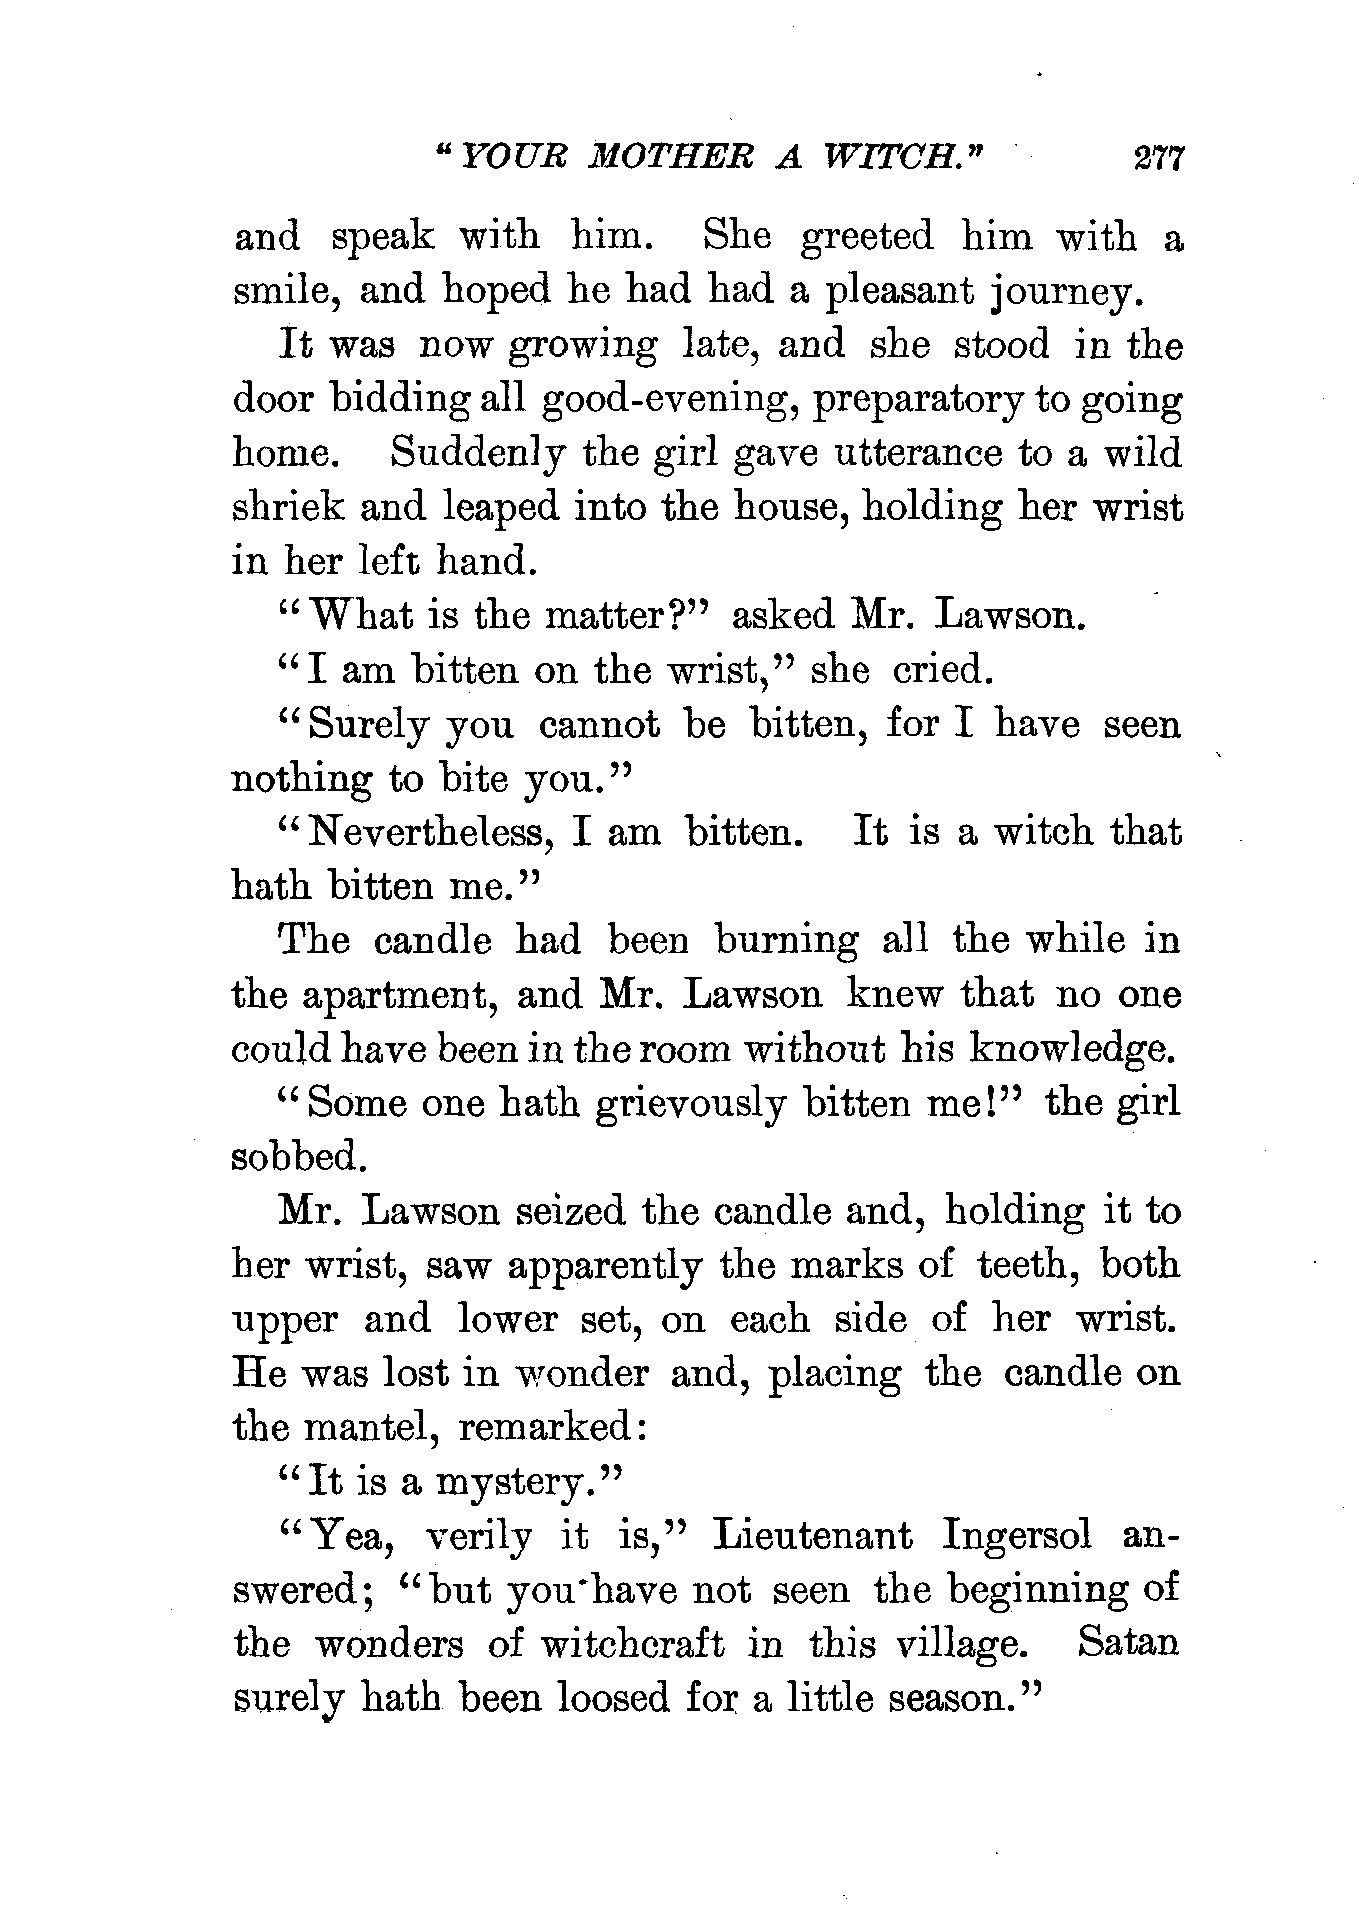 "YOUR MOTHER A WITCH." 277
and speak with him. She greeted him with a
smile, and hoped he had had a pleasant journey.
It was now growing late, and she stood in the
door bidding all good-evening, preparatory to going
home. Suddenly the girl gave utterance to a wild
shriek and leaped into the house, holding her wrist
in her left hand.
"What is the matter?" asked Mr. Lawson.
"I am bitten on the wrist," she cried.
"Surely you cannot be bitten, for I have seen
nothing to bite you."
"Nevertheless, I am bitten. It is a witch that
hath bitten me."
The candle had been burning all the while in
the apartment, and Mr. Lawson knew that no one
could have been in the room without his knowledge.
"Some one hath grievously bitten me!" the girl
sobbed.
Mr. Lawson seized the candle and, holding it to
her wrist, saw apparently the marks of teeth, both
upper and lower set, on each side of her wrist.
He was lost in wonder and, placing the candle on
the mantel, remarked:
"It is a mystery."
"Yea, verily it is," Lieutenant Ingersol an-
swered; "but you have not seen the beginning of
the wonders of witchcraft in this village. Satan
surely hath been loosed for a little season."